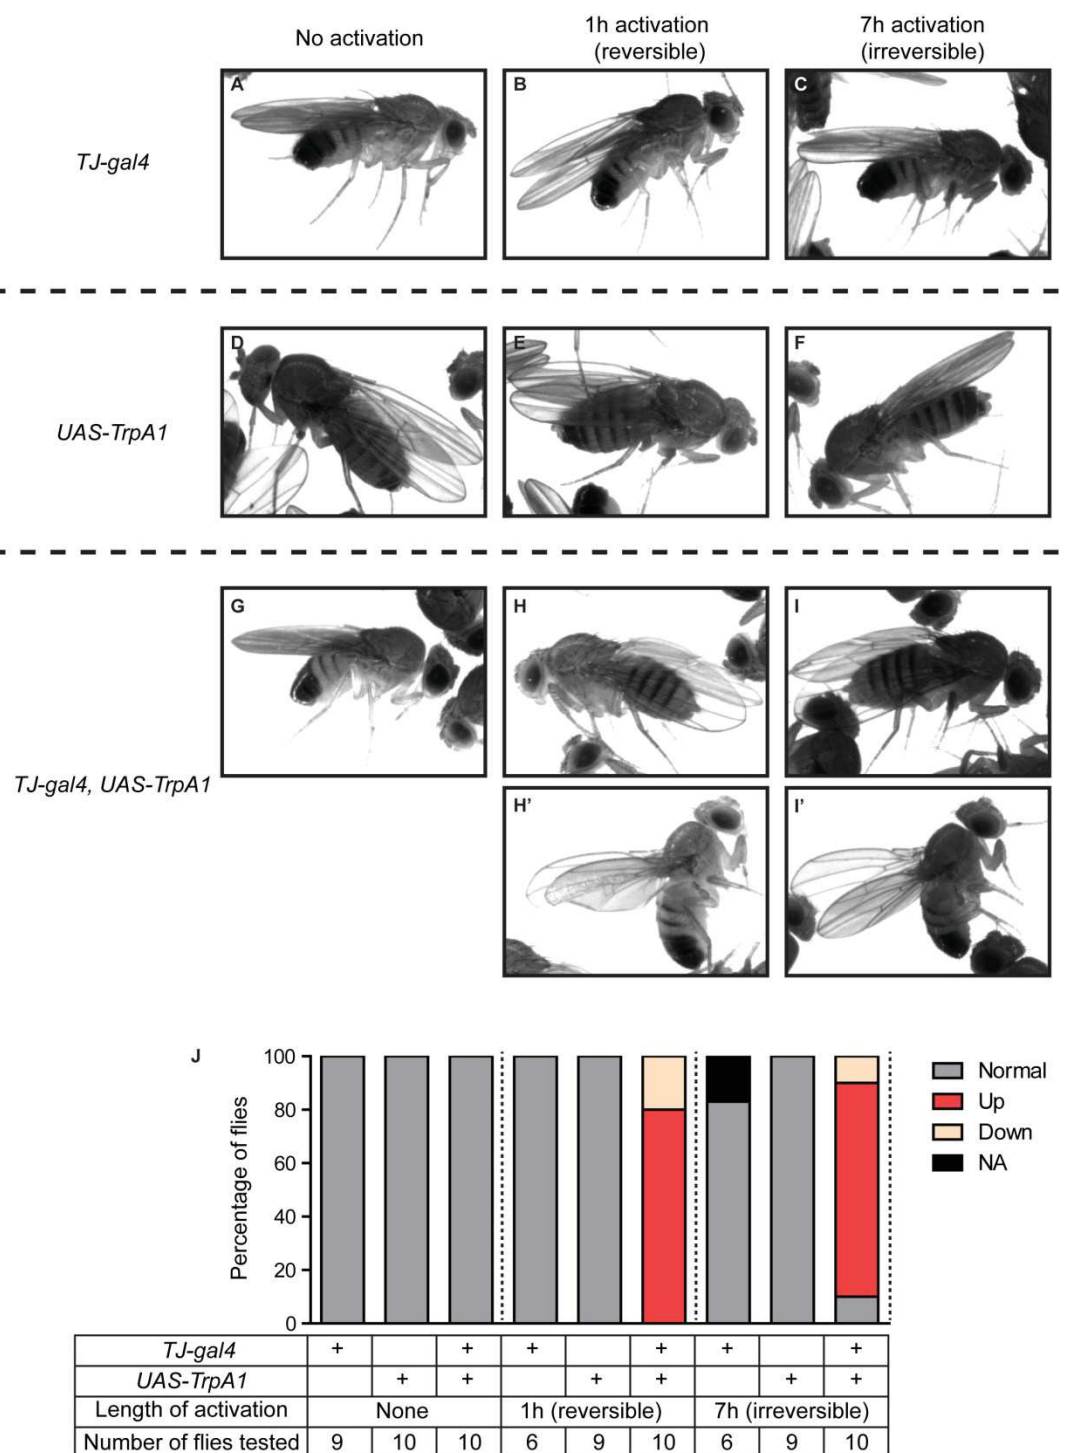 No activation
1h activation
(reversible)
7h activation
(irreversible)
TJ-gal4
A
B
C
UAS-TrpA1
D
E
F
TJ-gal4, UAS-TrpA1
G
H
I
H’
I’
J
Percentage of flies
100
80
60
40
20
0
Normal
Up
Down
NA
TJ-gal4 + + + + + +
UAS-TrpA1 + + + + + +
Length of activation None 1h (reversible) 7h (irreversible)
Number of flies tested 9 10 10 6 9 10 6 9 10